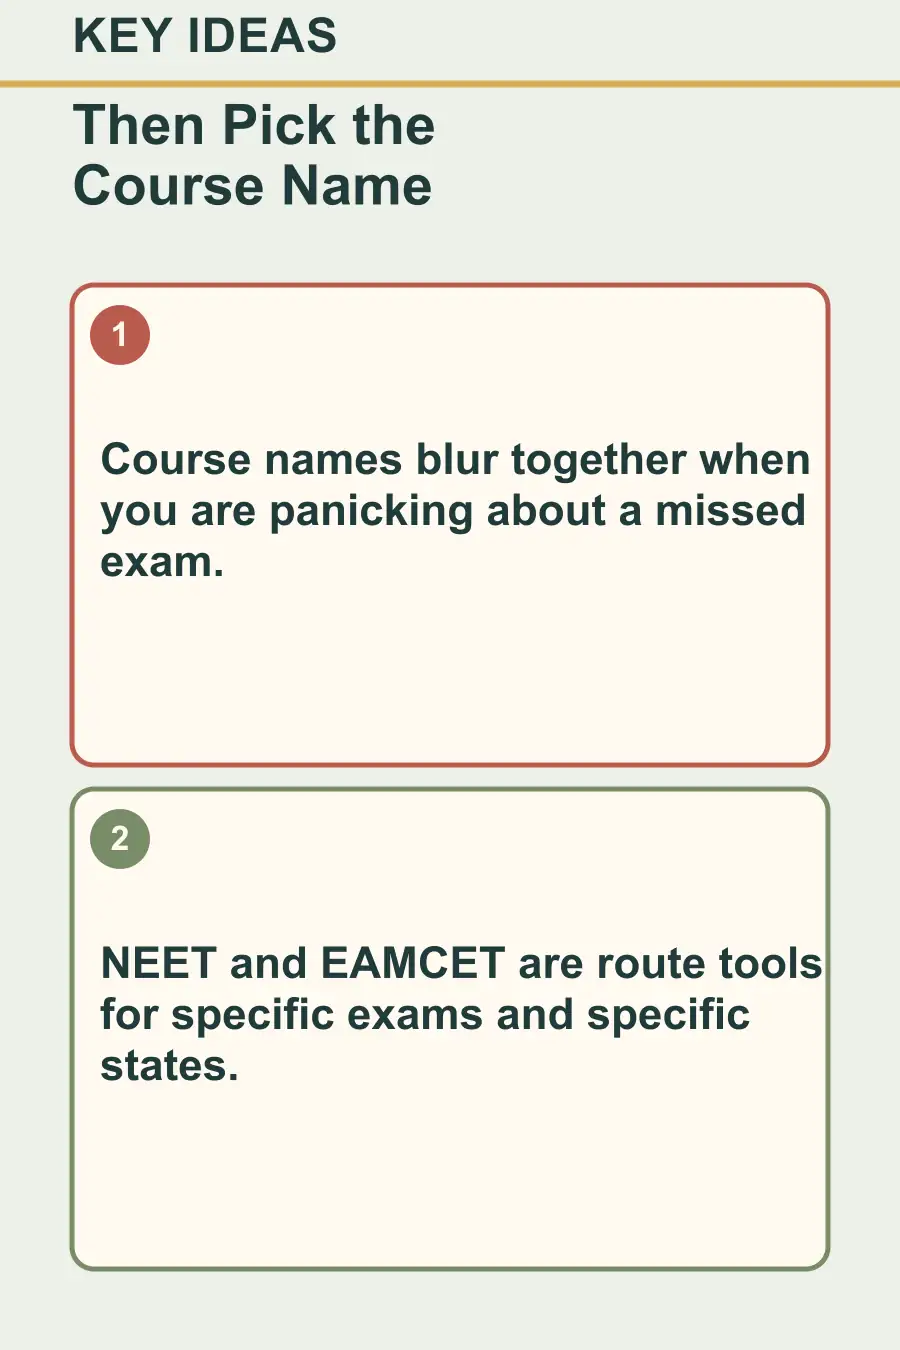 KEY IDEAS
Then Pick the
Course Name
1
Course names blur together when
you are panicking about a missed
exam.
2
NEET and EAMCET are route tools
for specific exams and specific
states.